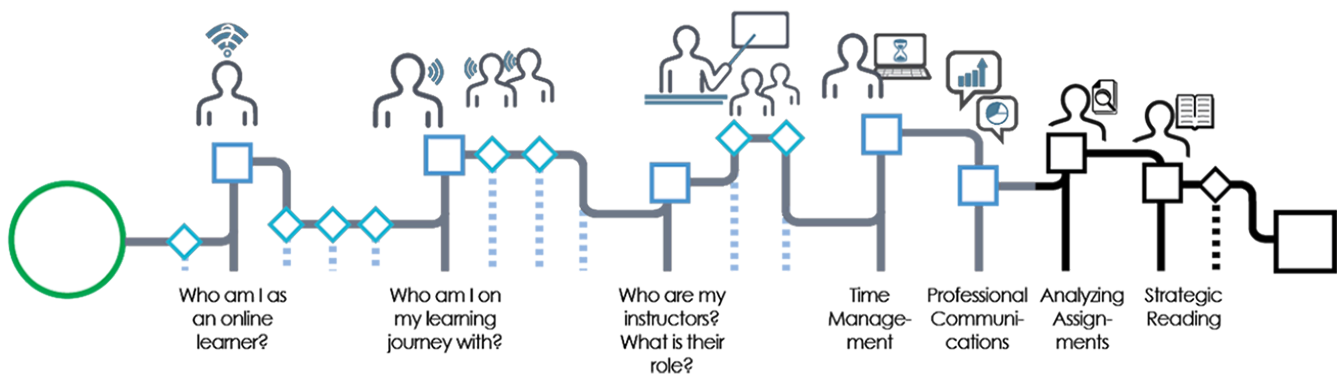 ?
Who am I as
an online
learner?
Who am I on
my learning
journey with?
Who are my
instructors?
What is their
role?
Time
Manage-
ment
Professional
Communi-
cations
Analyzing
Assign-
ments
Strategic
Reading